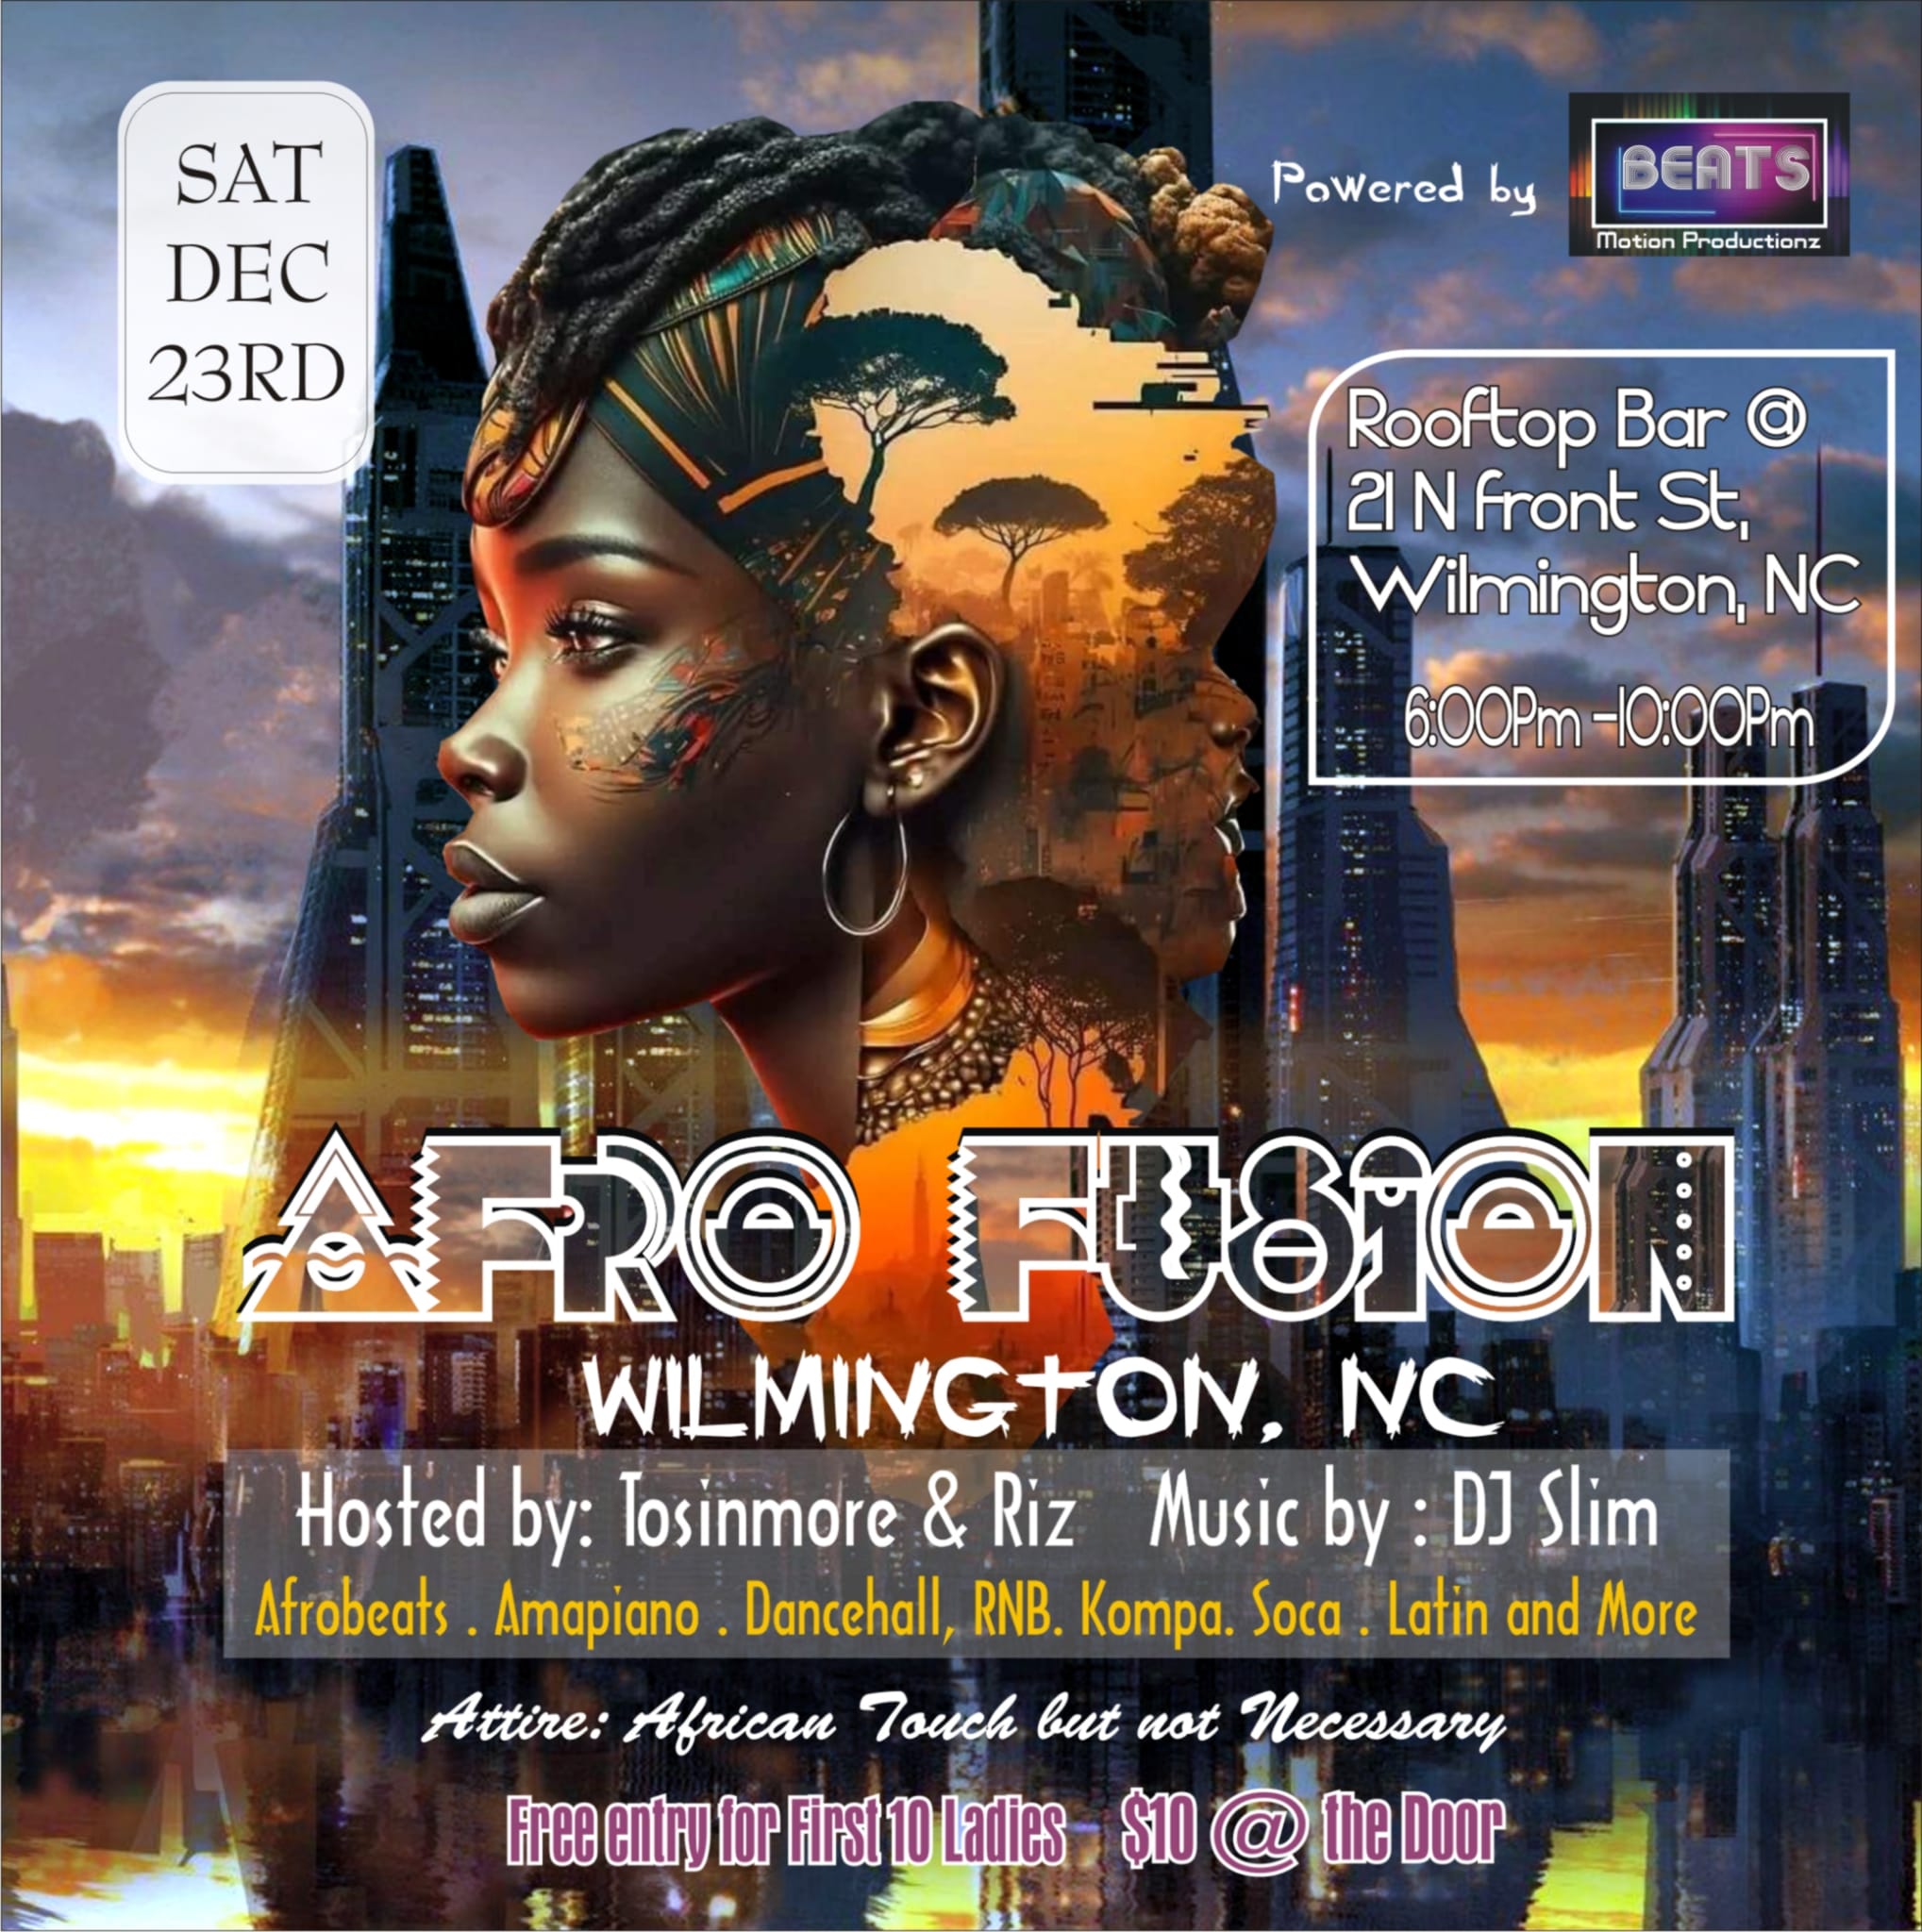 SAT
DEC
23RD
Powered by
BEATS
Motion Productionz
Rooftop Bar @
21 N front St,
Wilmington, NC
6:00Pm -10:00Pm
AFRO FUSION
WILMINGTON, NC
Hosted by: Tosinmore & Riz Music by : DJ Slim
Afrobeats . Amapiano . Dancehall, RNB. Kompa. Soca . Latin and More
Attire: African Touch but not Necessary
Free entry for First 10 Ladies $10 @ the Door